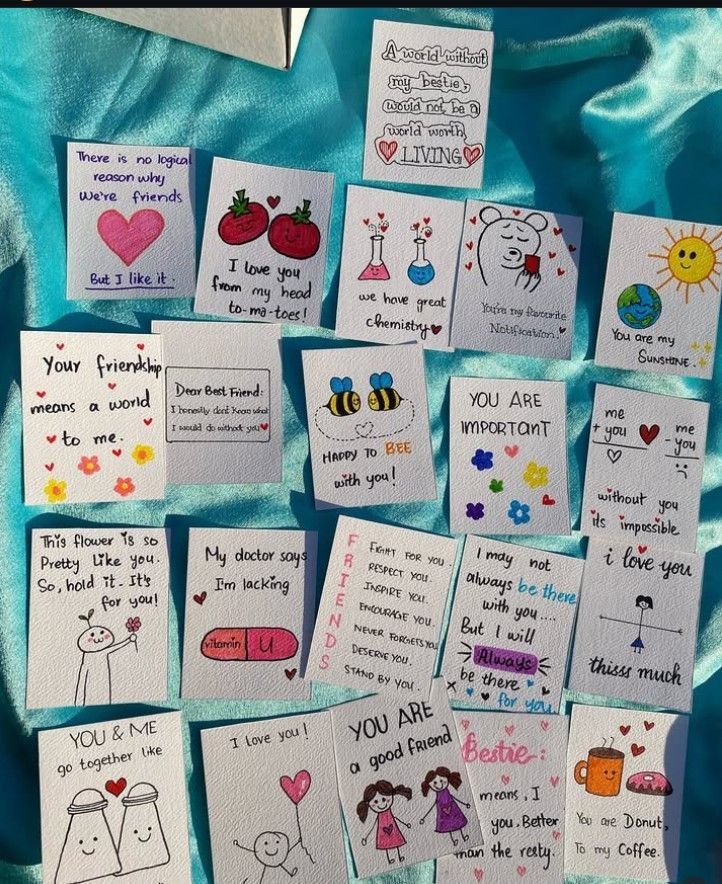 A world without
my bestie,
would not be a
world worth
LIVING
There is no logical
reason why
We're friends
But I like it.
I love you
from my head
to-ma-toes!
we have great
chemistry
You're my favourite
Notification.
You are my
SUNSHINE.
Your friendship
means a world
to me.
Dear Best Friend:
I honestly dont know what
I would do without you
HAPPY TO BEE
with you!
YOU ARE
IMPORTANT
me
+ you
me
- you
without you
its impossible
This flower is so
Pretty Like you.
So, hold it. It's
for you!
My doctor says
I'm lacking
vitamin U
FRIENDS
FIGHT FOR YOU.
RESPECT YOU.
INSPIRE YOU.
ENCOURAGE YOU.
NEVER FORGETS YOU
DESERVE YOU.
STAND BY YOU.
I may not
always be there
with you....
But I will
Always
be there
for you
i love you
thisss much
YOU & ME
go together like
I love you!
YOU ARE
a good friend
Bestie:
means, I
you. Better
than the resty.
You are Donut,
To my Coffee.